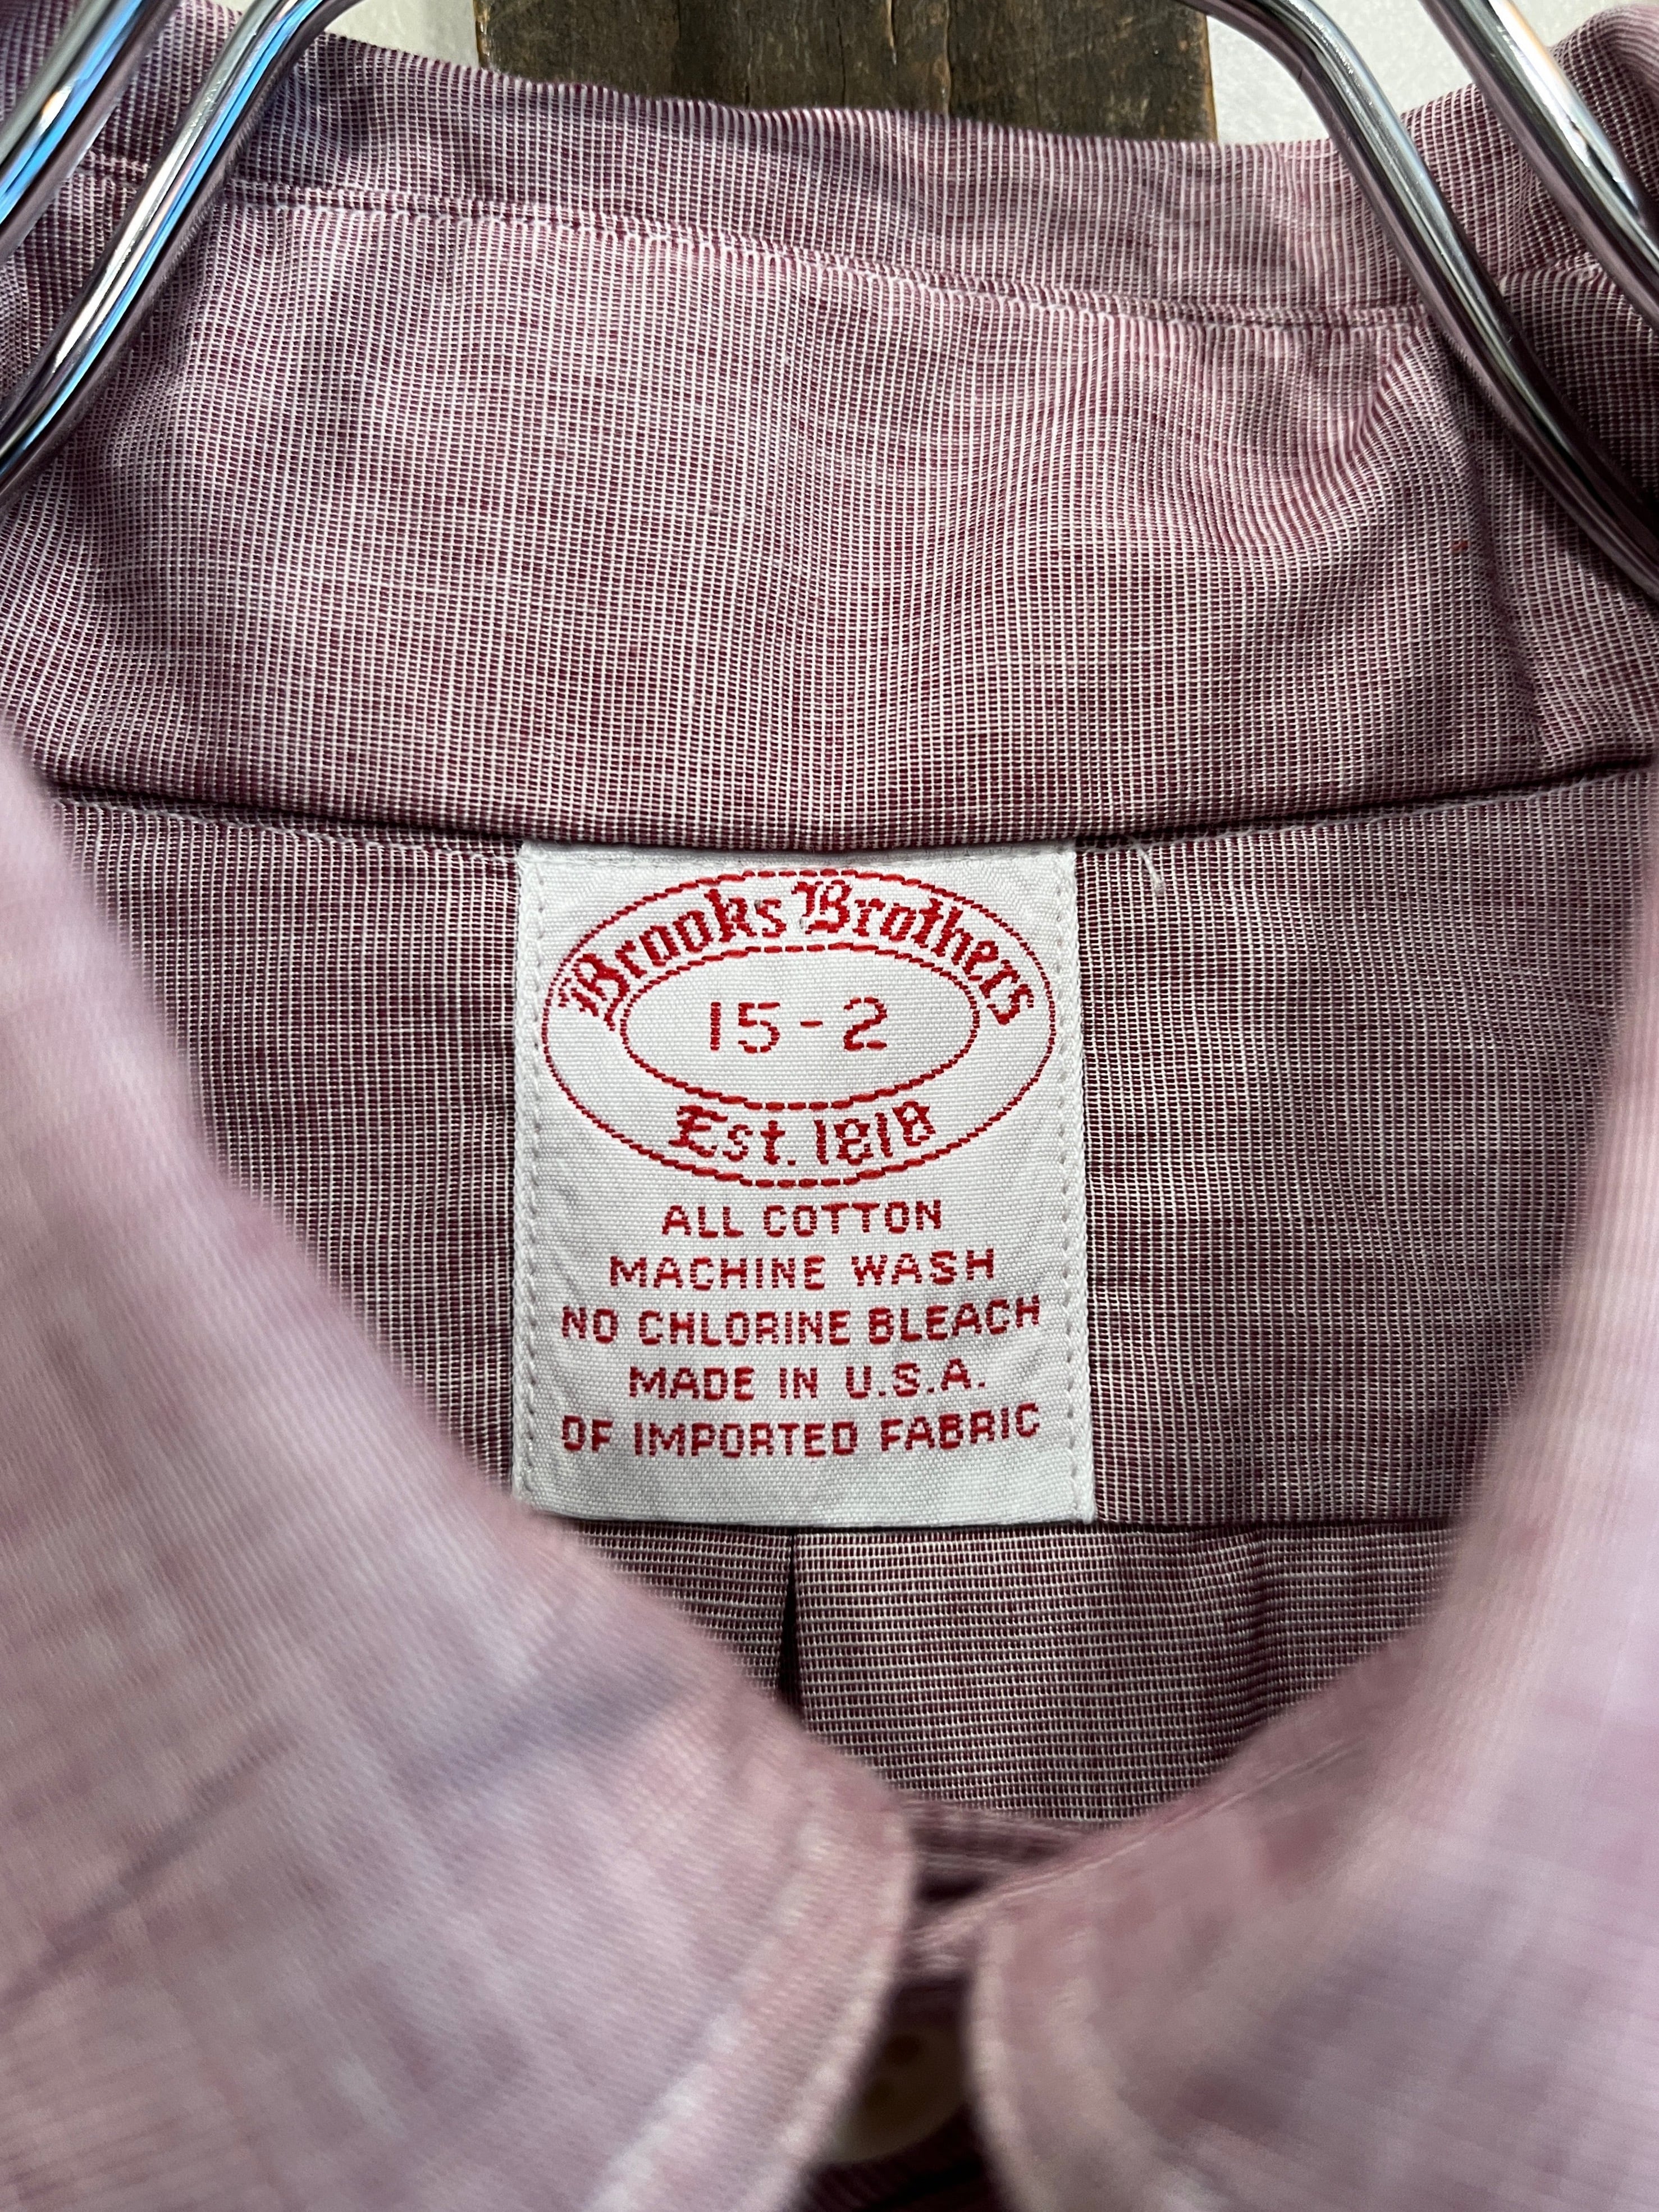 Brooks Brothers
15-2
Est. 1818
ALL COTTON
MACHINE WASH
NO CHLORINE BLEACH
MADE IN U.S.A.
OF IMPORTED FABRIC